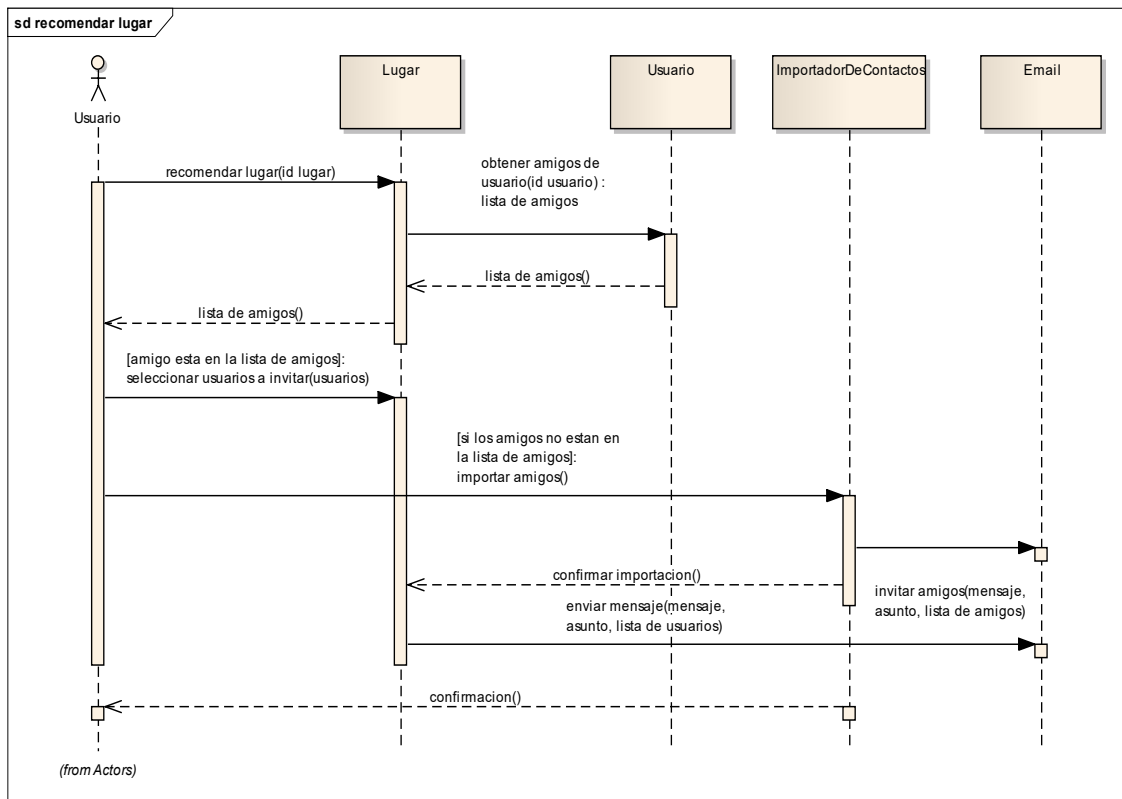 sd recomendar lugar
Usuario
Lugar
Usuario
ImportadorDeContactos
Email
recomendar lugar(id lugar)
obtener amigos de
usuario(id usuario) :
lista de amigos
lista de amigos()
lista de amigos()
[amigo esta en la lista de amigos]:
seleccionar usuarios a invitar(usuarios)
[si los amigos no estan en
la lista de amigos]:
importar amigos()
confirmar importacion()
invitar amigos(mensaje,
asunto, lista de amigos)
enviar mensaje(mensaje,
asunto, lista de usuarios)
confirmacion()
(from Actors)